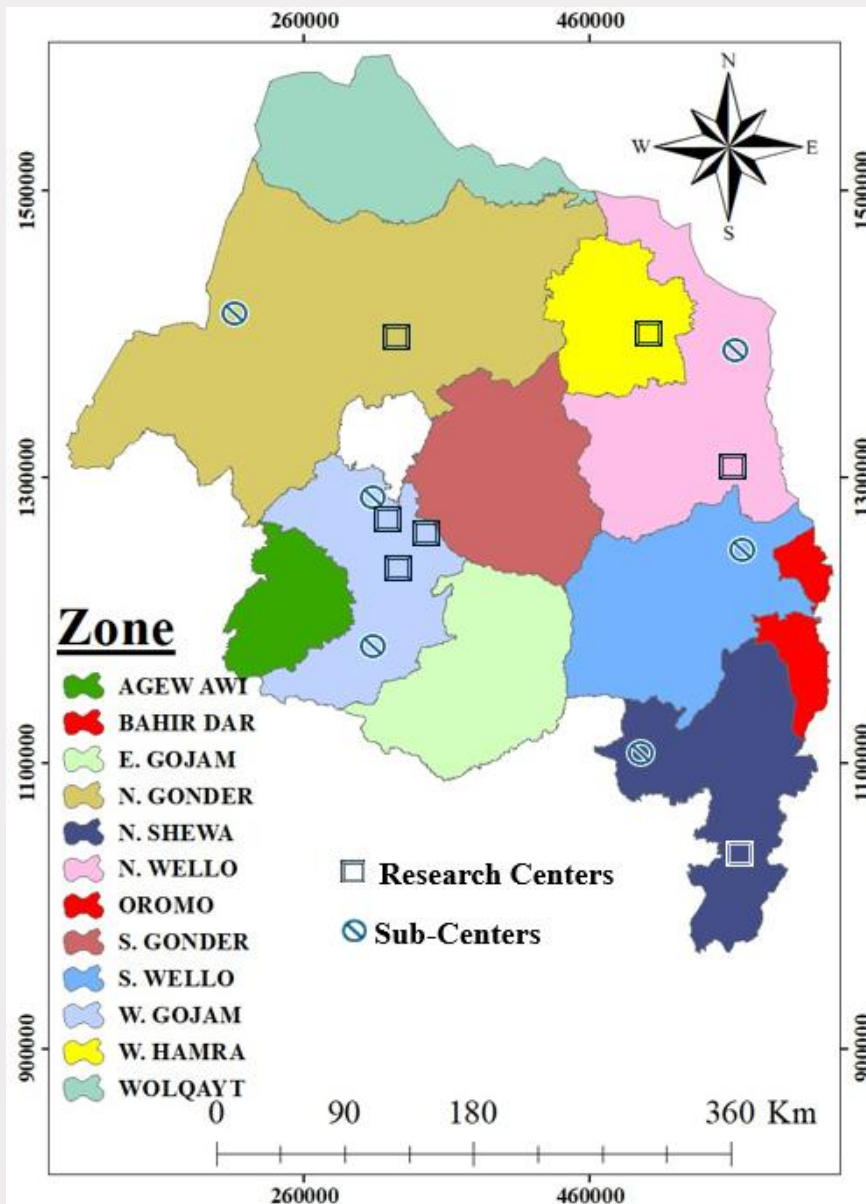 260000 460000
N
W E
S
1500000 1500000
1300000 1300000
Zone
AGEW AWI
BAHIR DAR
E. GOJAM
1100000 1100000
N. GONDER
N. SHEWA
N. WELLO
OROMO
S. GONDER
S. WELLO
W. GOJAM
W. HAMRA
WOLQAYT
Research Centers
Sub-Centers
900000 900000
0 90 180 360 Km
260000 460000